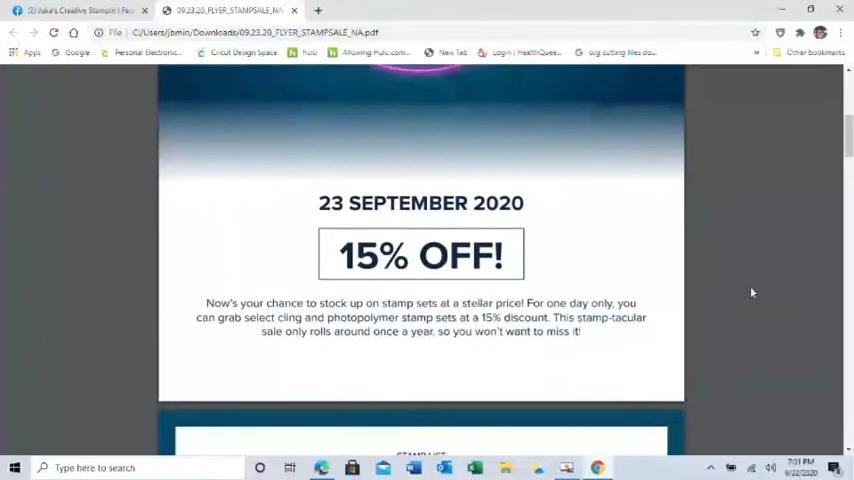 (2) Julie's Creative Stampin | Fac
09.23.20_FLYER_STAMPSALE_NA.
File | C:/Users/jbmin/Downloads/09.23.20_FLYER_STAMPSALE_NA.pdf
Apps Google Personal Electronic... Cricut Design Space hulu Allowing Hulu.com... New Tab Login | HealthQuee... svg cutting files do... » Other bookmarks
23 SEPTEMBER 2020
15% OFF!
Now's your chance to stock up on stamp sets at a stellar price! For one day only, you
can grab select cling and photopolymer stamp sets at a 15% discount. This stamp-tacular
sale only rolls around once a year, so you won't want to miss it!
STAMP LIST
Type here to search
7:01 PM
9/22/2020